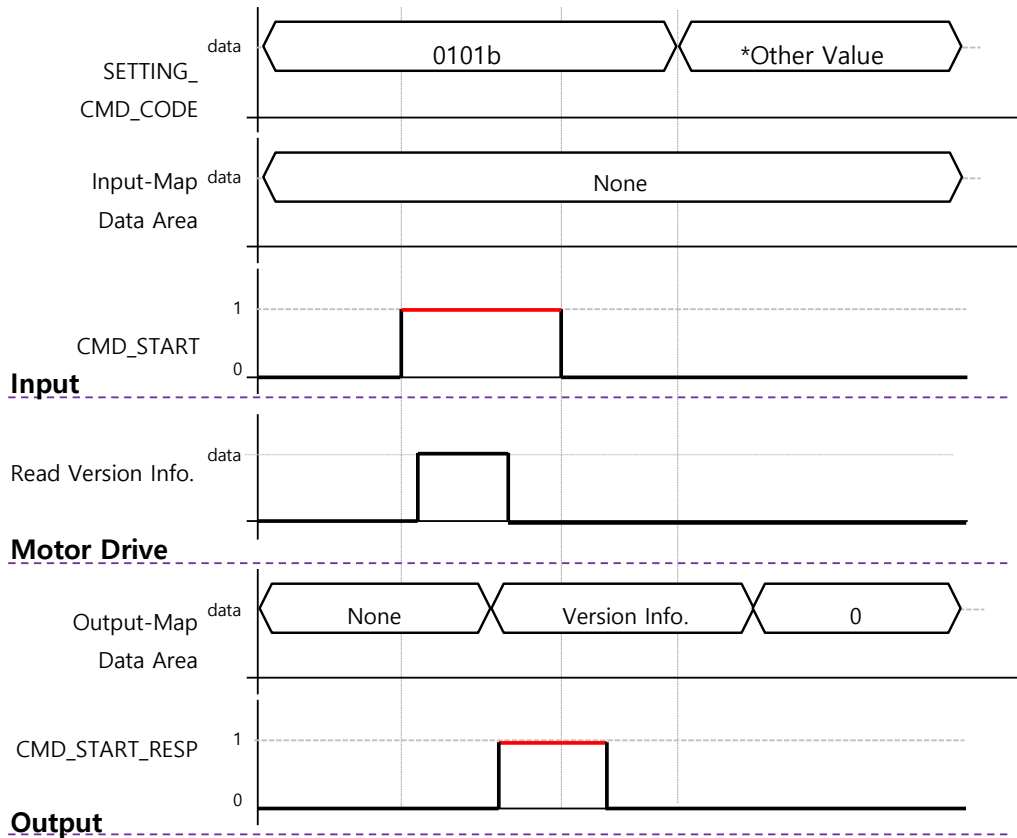 data
0101b
*Other Value
SETTING_
CMD_CODE
Input-Map
data
None
Data Area
1
CMD_START
0
Input
data
Read Version Info.
Motor Drive
data
None
Version Info.
0
Output-Map
Data Area
1
CMD_START_RESP
0
Output